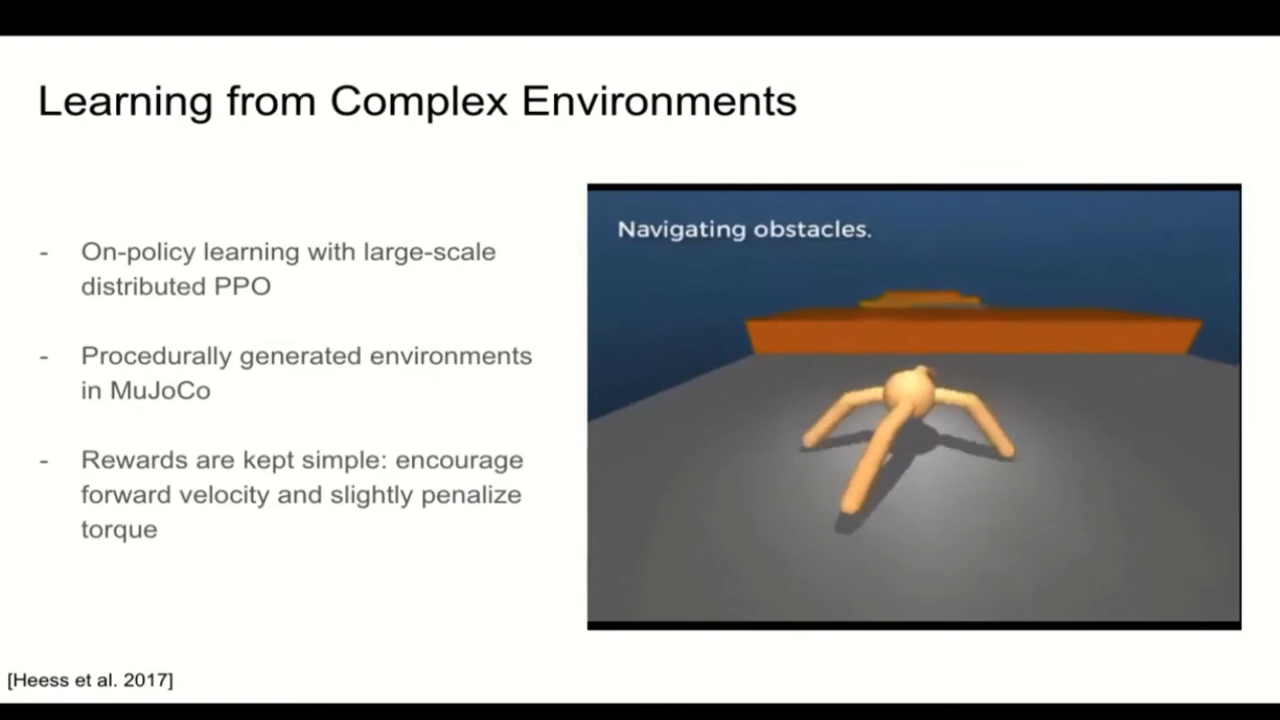 Learning from Complex Environments
- On-policy learning with large-scale
distributed PPO
- Procedurally generated environments
in MuJoCo
- Rewards are kept simple: encourage
forward velocity and slightly penalize
torque
Navigating obstacles.
[Heess et al. 2017]